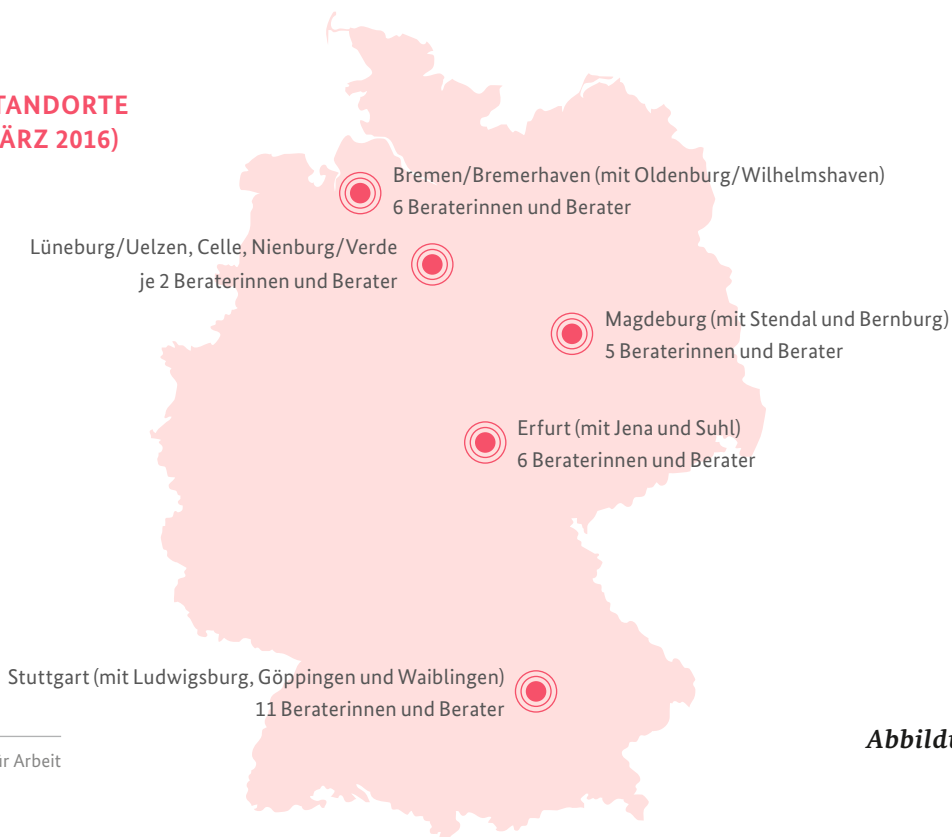 TANDORTE
ÄRZ 2016)
Bremen/Bremerhaven (mit Oldenburg/Wilhelmshaven)
6 Beraterinnen und Berater
Lüneburg/Uelzen, Celle, Nienburg/Verde
je 2 Beraterinnen und Berater
Magdeburg (mit Stendal und Bernburg)
5 Beraterinnen und Berater
Erfurt (mit Jena und Suhl)
6 Beraterinnen und Berater
Stuttgart (mit Ludwigsburg, Göppingen und Waiblingen)
11 Beraterinnen und Berater
ür Arbeit
Abbildu